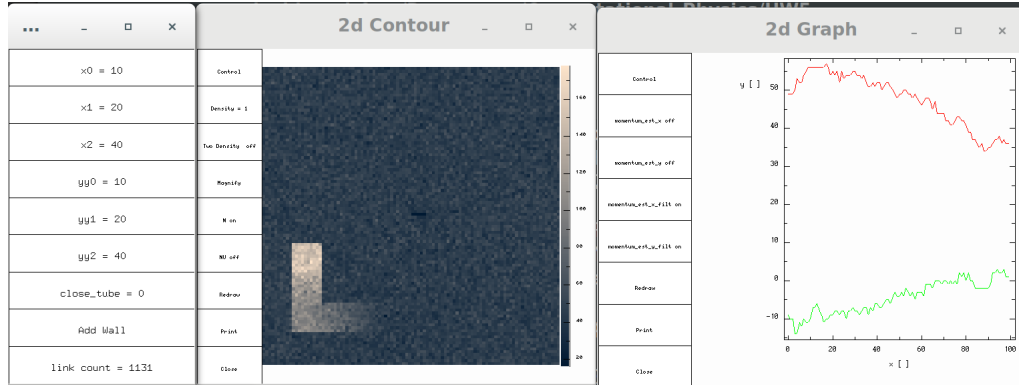 ...
x0 = 10
x1 = 20
x2 = 40
yy0 = 10
yy1 = 20
yy2 = 40
close_tube = 0
Add Wall
link count = 1131
2d Contour
Control
Density = 1
Two Density off
Magnify
N on
NU off
Redraw
Print
Close
160
140
120
100
80
60
40
20
2d Graph
Control
momentum_est_x off
momentum_est_y off
momentum_est_x_filt on
momentum_est_y_filt on
Redraw
Print
Close
y []
50
40
30
20
10
0
-10
0
20
40
60
80
100
x []